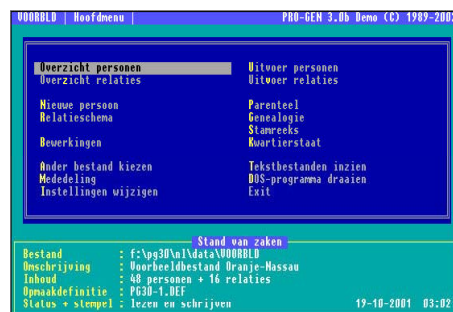 VOORBLD | Hoofdmenu | PRO-GEN 3.0b Demo (C) 1989-200
Overzicht personen Uitvoer personen
Overzicht relaties Uitvoer relaties
Nieuwe persoon Parenteel
Relatieschema Genealogie
Stamreeks
Bewerkingen Kwartierstaat
Ander bestand kiezen Tekstbestanden inzien
Mededeling DOS-programma draaien
Instellingen wijzigen Exit
Stand van zaken
Bestand : f:\pg30\nl\data\VOORBLD
Omschrijving : Voorbeeldbestand Oranje-Nassau
Inhoud : 48 personen + 16 relaties
Opmaakdefinitie : PG30-1.DEF
Status + stempel : lezen en schrijven 19-10-2001 03:02